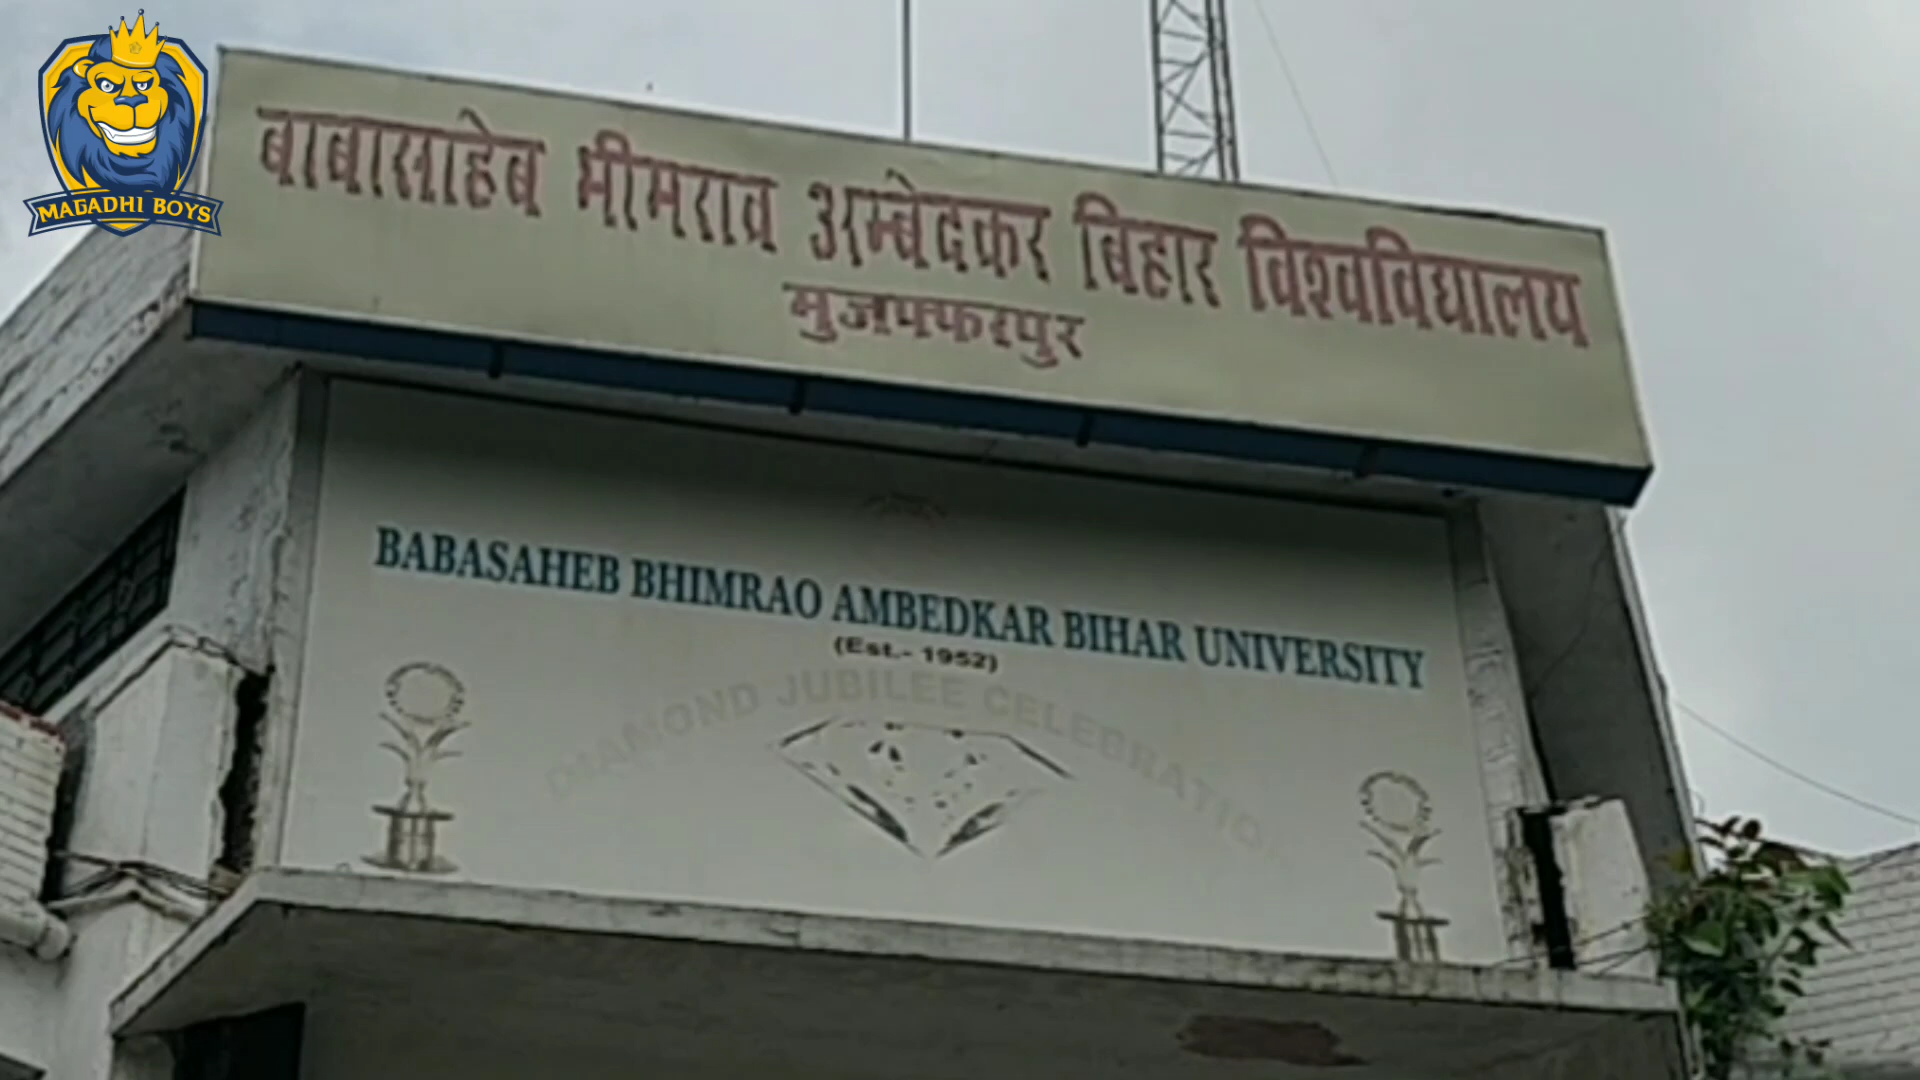 MAGADHI BOYS
बाबासाहेब भीमराव अम्बेदकर बिहार विश्वविद्यालय
मुजफ्फरपुर
BABASAHEB BHIMRAO AMBEDKAR BIHAR UNIVERSITY
(Est.- 1952)
DIAMOND JUBILEE CELEBRATION